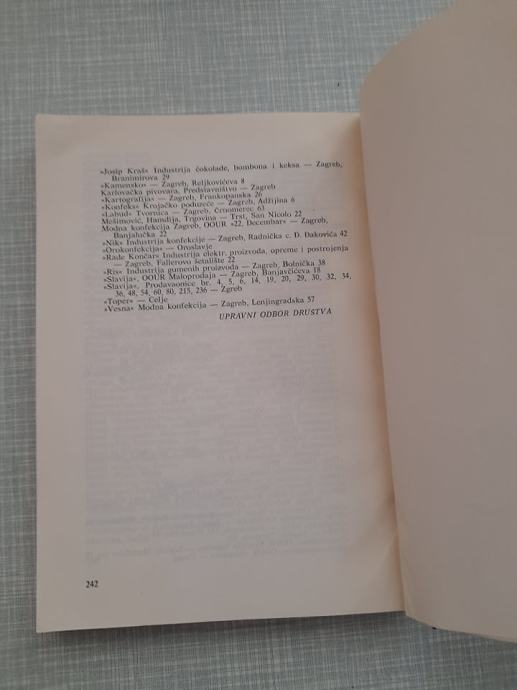 »Josip Kraš« Industrija čokolade, bombona i keksa — Zagreb,
Branimirova 29
»Kamensko« — Zagreb, Reljkovićeva 8
Karlovačka pivovara, Predstavništvo — Zagreb
»Kartografija« — Zagreb, Frankopanska 26
»Konfeks« Krojačko poduzeće — Zagreb, Adžijina 6
»Labud« Tvornica — Zagreb, Črnomerec 63
Mešinović, Hamdija, Trgovina — Trst, San Nicolo 22
Modna konfekcija Zagreb, OOUR »22. Decembar« — Zagreb,
Banjalučka 22
»Nik« Industrija konfekcije — Zagreb, Radnička c. D. Đakovića 42
»Orokonfekcija« — Oroslavje
»Rade Končar« Industrija elektr. proizvoda, opreme i postrojenja
— Zagreb, Fallerovo šetalište 22
»Ris« Industrija gumenih proizvoda — Zagreb, Bolnička 38
»Slavija«, OOUR Maloprodaja — Zagreb, Banjavčićeva 18
»Slavija«, Prodavaonice br. 4, 5, 6, 14, 19, 20, 29, 30, 32, 34,
36, 48, 54, 60, 80, 215, 236 — Zgreb
»Toper« — Celje
»Vesna« Modna konfekcija — Zagreb, Lenjingradska 57
UPRAVNI ODBOR DRUSTVA
242